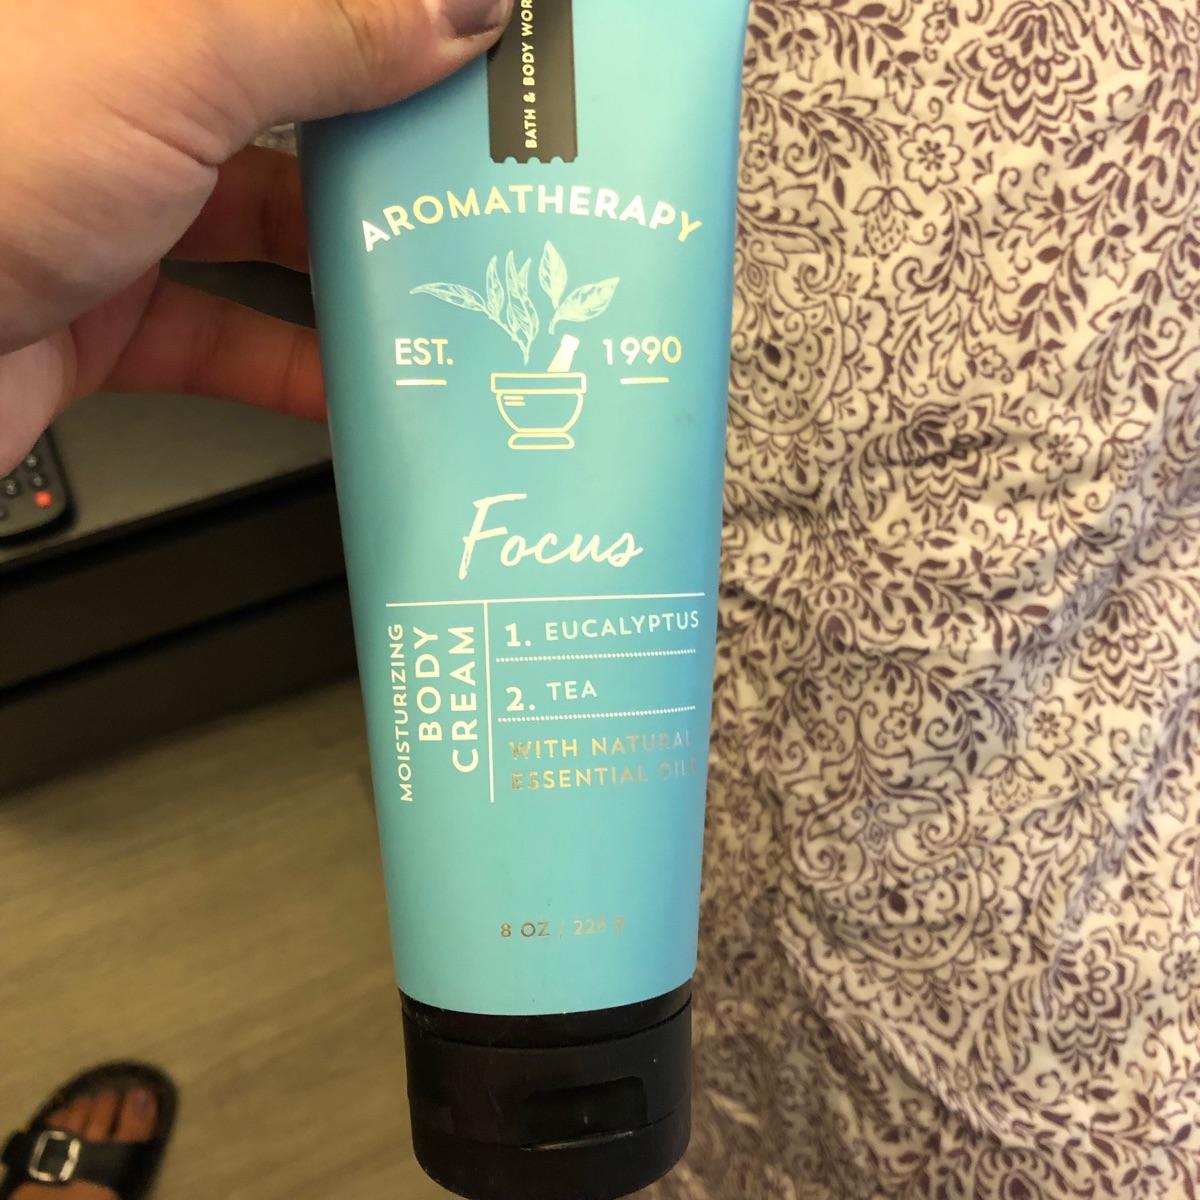 BATH & BODY WOR
AROMATHERAPY
EST. 1990
Focus
MOISTURIZING
BODY
CREAM
1. EUCALYPTUS
2. TEA
WITH NATURAL
ESSENTIAL OILS
8 OZ / 226 g